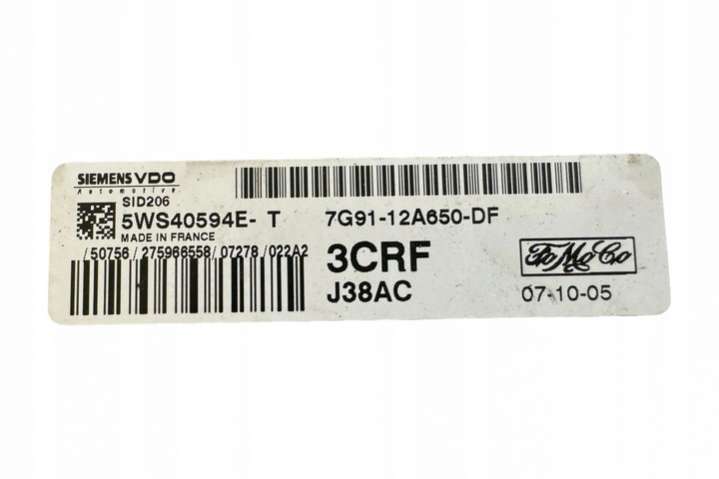 SIEMENS VDO
Automotive
SID206
5WS40594E- T 7G91-12A650-DF
MADE IN FRANCE
/50756/275966558/07278/022A2
3CRF
FoMoCo
J38AC
07-10-05